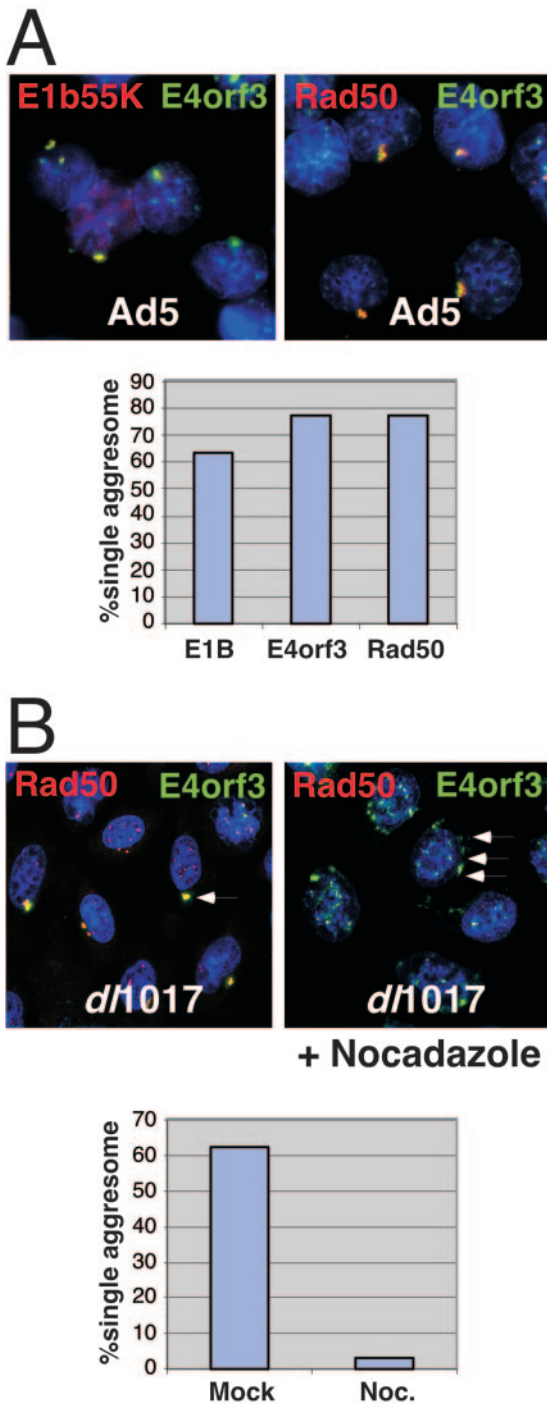 A
E1b55K E4orf3
Rad50 E4orf3
Ad5
Ad5
%single aggresome
90
80
70
60
50
40
30
20
10
0
E1B E4orf3 Rad50
B
Rad50 E4orf3
Rad50 E4orf3
dl1017
dl1017
+ Nocadazole
%single aggresome
70
60
50
40
30
20
10
0
Mock Noc.